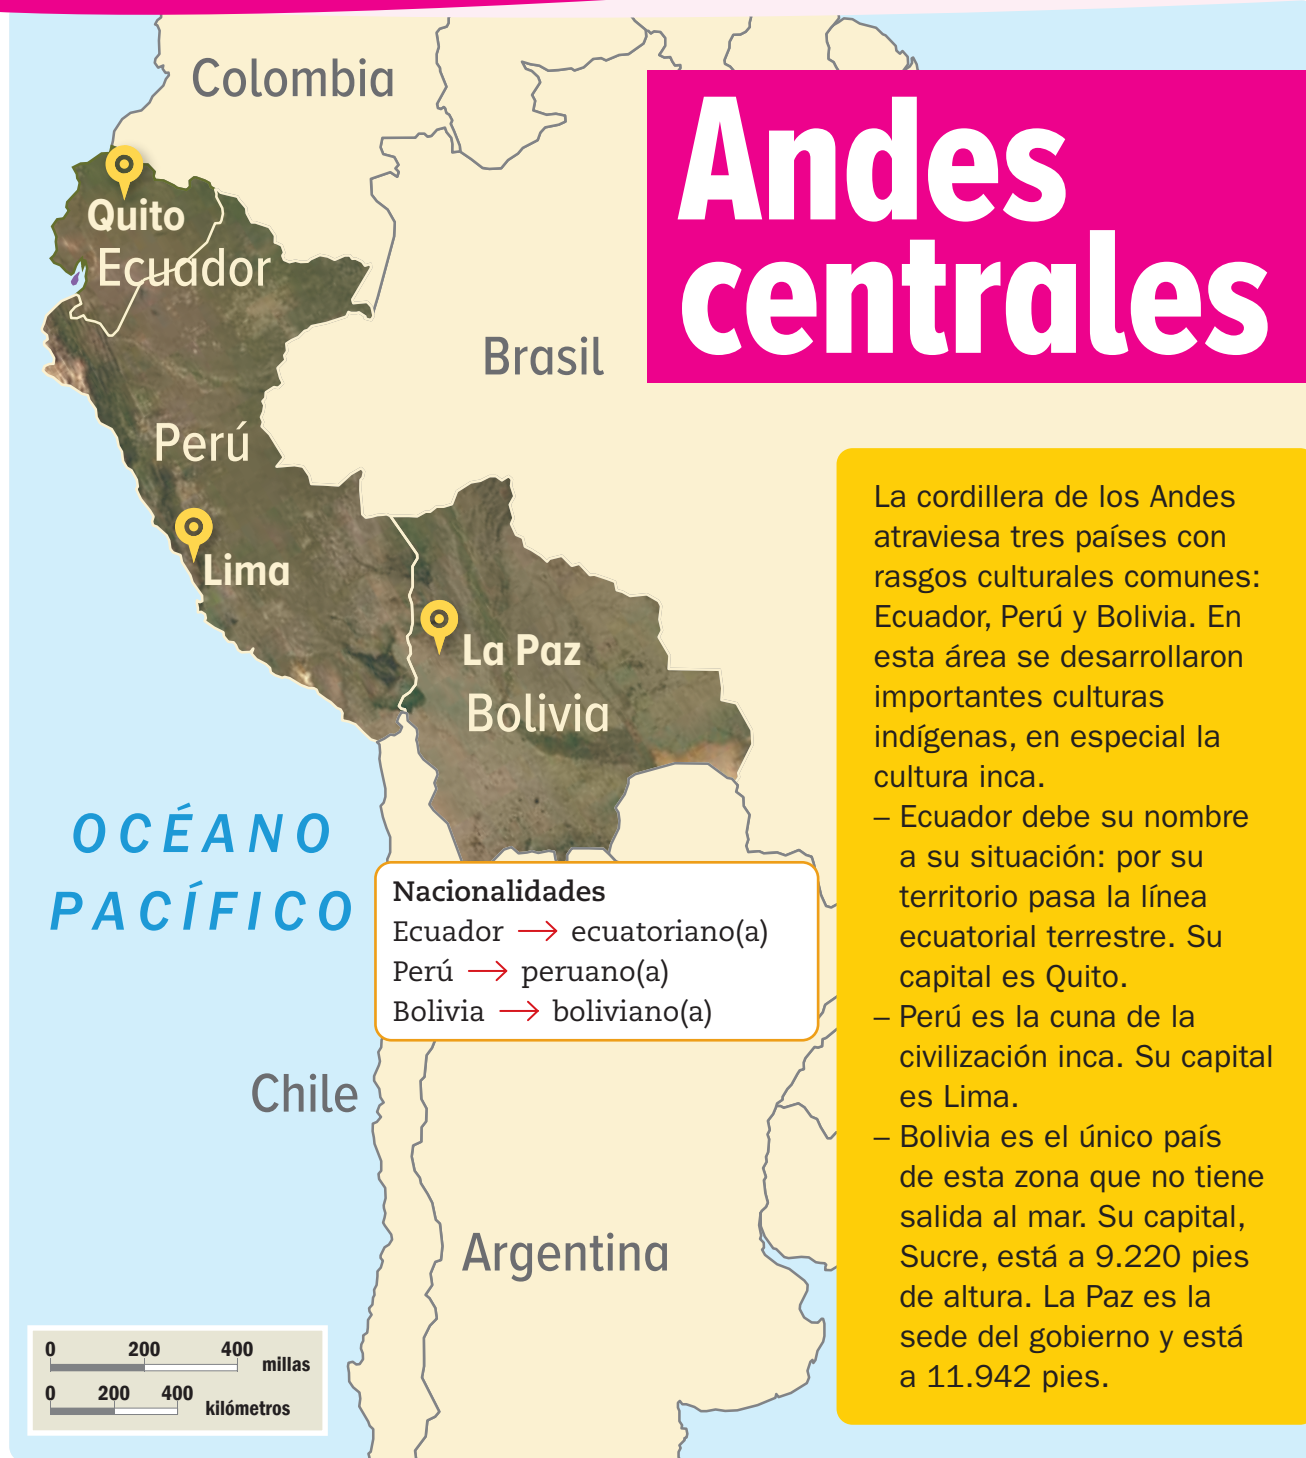 Colombia
Andes
centrales
Quito
Ecuador
Brasil
Perú
Lima
La Paz
Bolivia
OCÉANO
PACÍFICO
Nacionalidades
Ecuador → ecuatoriano(a)
Perú → peruano(a)
Bolivia → boliviano(a)
Chile
Argentina
0 200 400 millas
0 200 400 kilómetros
La cordillera de los Andes
atraviesa tres países con
rasgos culturales comunes:
Ecuador, Perú y Bolivia. En
esta área se desarrollaron
importantes culturas
indígenas, en especial la
cultura inca.
– Ecuador debe su nombre
a su situación: por su
territorio pasa la línea
ecuatorial terrestre. Su
capital es Quito.
– Perú es la cuna de la
civilización inca. Su capital
es Lima.
– Bolivia es el único país
de esta zona que no tiene
salida al mar. Su capital,
Sucre, está a 9.220 pies
de altura. La Paz es la
sede del gobierno y está
a 11.942 pies.